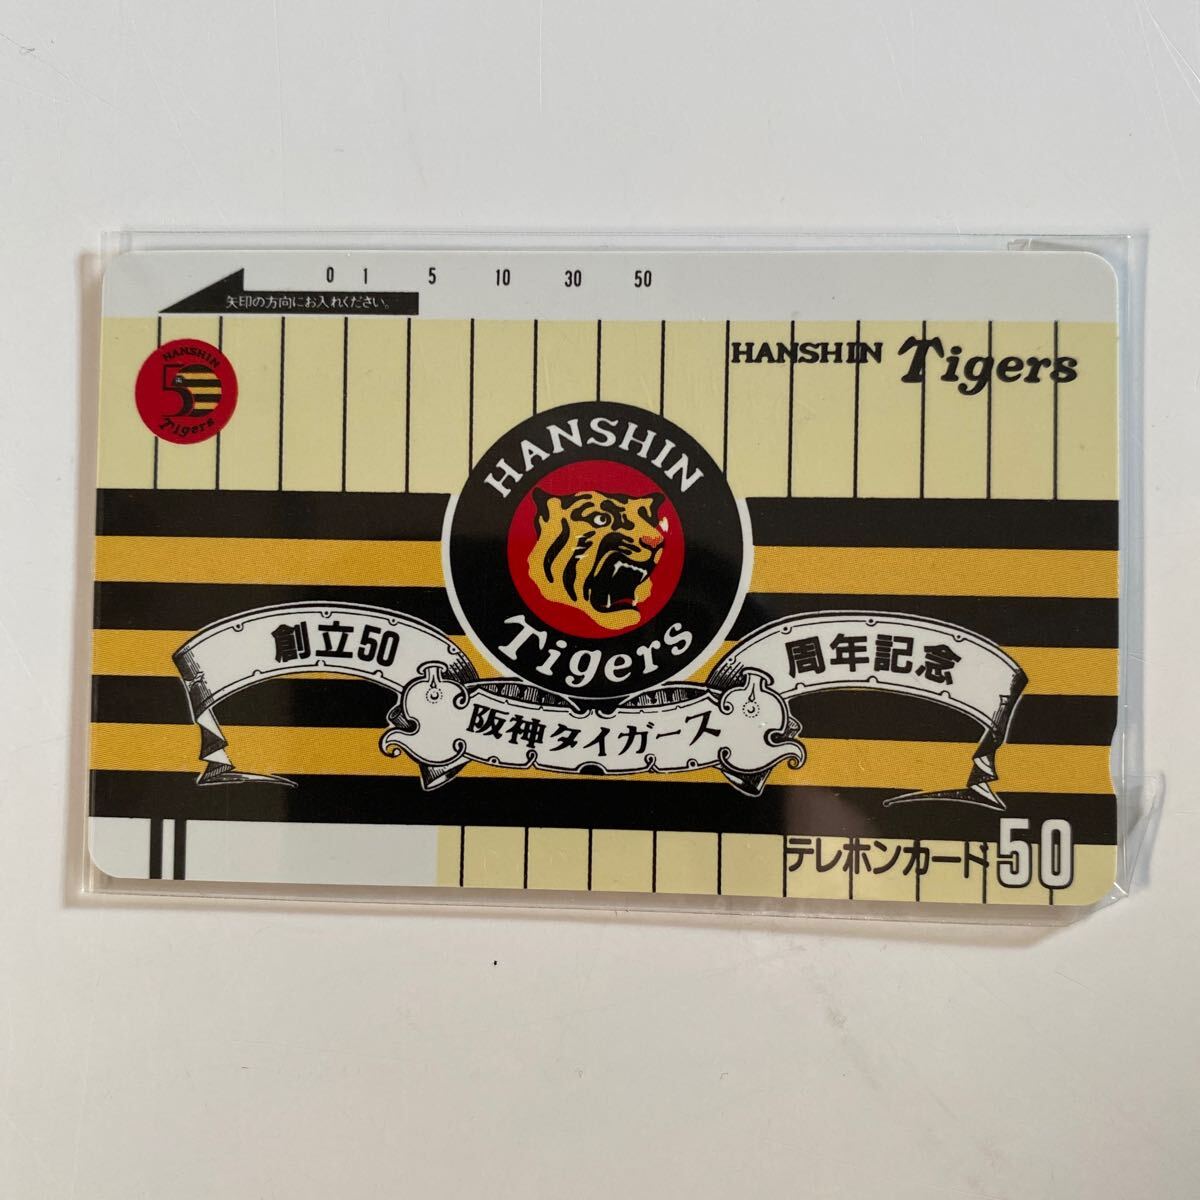 0 1 5 10 30 50
矢印の方向にお入れください。
HANSHIN
50
Tigers
HANSHIN Tigers
HANSHIN
Tigers
創立50
周年記念
阪神タイガース
テレホンカード50